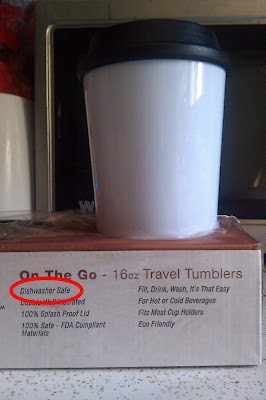 On The Go - 16oz Travel Tumblers
Dishwasher Safe
Double Wall Insulated
100% Splash Proof Lid
100% Safe - FDA Compliant
Materials
Fill, Drink, Wash, It's That Easy
For Hot or Cold Beverages
Fits Most Cup Holders
Eco Friendly